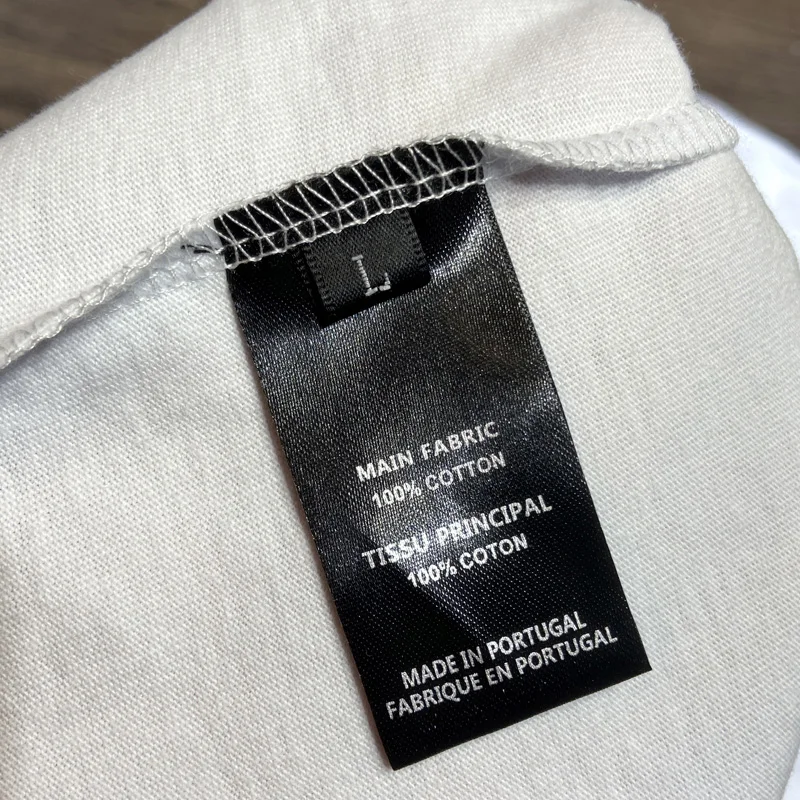 L
MAIN FABRIC
100% COTTON
TISSU PRINCIPAL
100% COTON
MADE IN PORTUGAL
FABRIQUE EN PORTUGAL